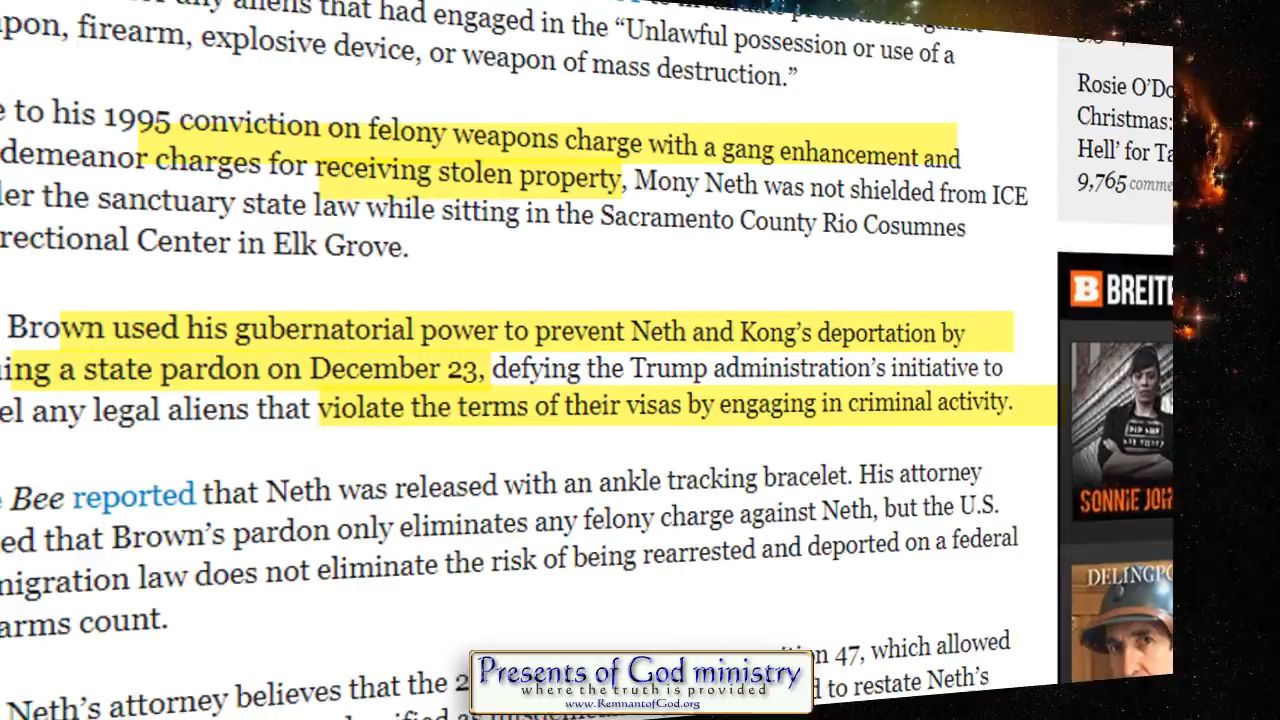 any aliens that had engaged in the “Unlawful possession or use of a
firearm, explosive device, or weapon of mass destruction.”
to his 1995 conviction on felony weapons charge with a gang enhancement and
demeanor charges for receiving stolen property, Mony Neth was not shielded from ICE
the sanctuary state law while sitting in the Sacramento County Rio Cosumnes
rectional Center in Elk Grove.
Brown used his gubernatorial power to prevent Neth and Kong’s deportation by
ing a state pardon on December 23, defying the Trump administration’s initiative to
el any legal aliens that violate the terms of their visas by engaging in criminal activity.
Bee reported that Neth was released with an ankle tracking bracelet. His attorney
ed that Brown’s pardon only eliminates any felony charge against Neth, but the U.S.
migration law does not eliminate the risk of being rearrested and deported on a federal
arms count.
n 47, which allowed
Neth’s attorney believes that the 2
d to restate Neth’s
Rosie O’Do
Christmas:
Hell’ for Ta
9,765 comme
B BREIT
SONNIE JOH
DELINGPO
Presents of God ministry
where the truth is provided
www.RemnantofGod.org